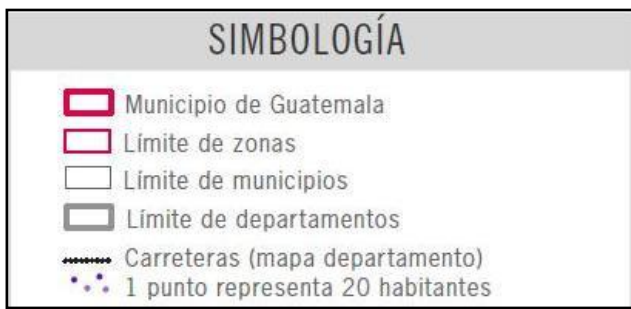 SIMBOLOGÍA
Municipio de Guatemala
Límite de zonas
Límite de municipios
Límite de departamentos
Carreteras (mapa departamento)
1 punto representa 20 habitantes